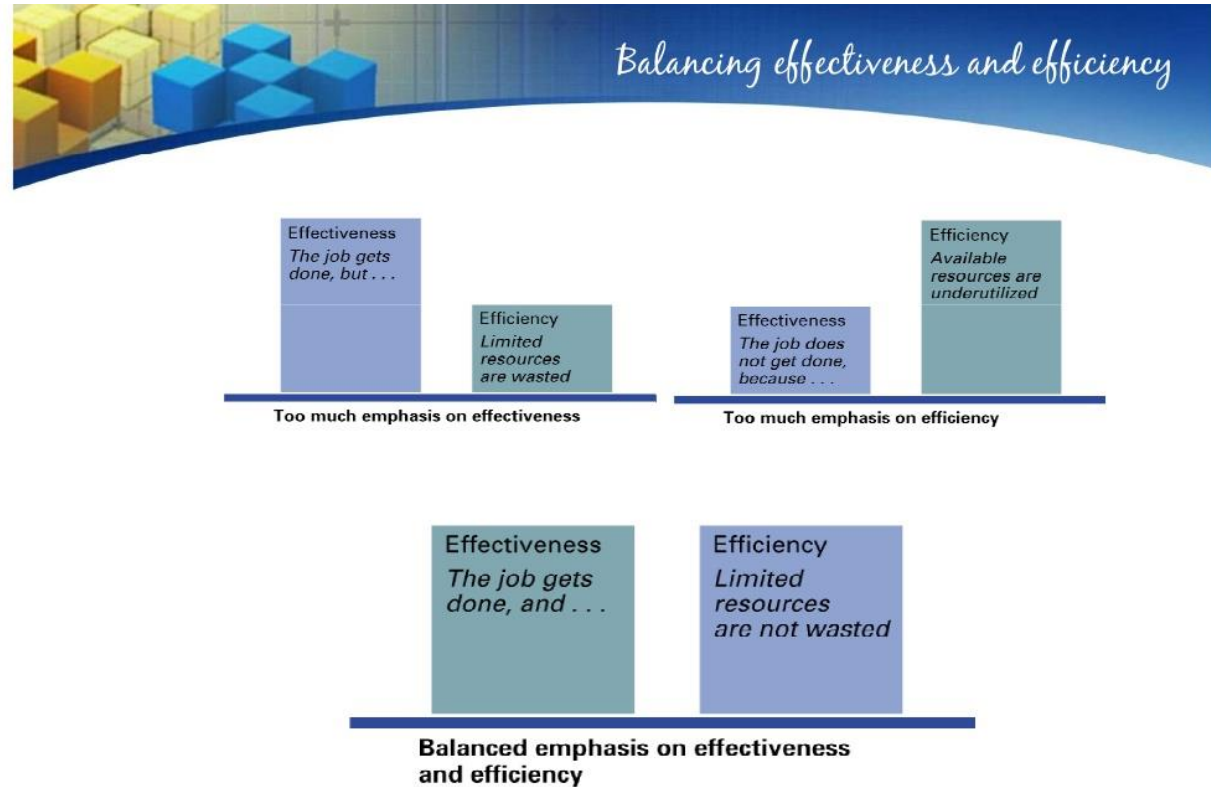 Balancing effectiveness and efficiency
Effectiveness
The job gets
done, but . . .
Efficiency
Limited
resources
are wasted
Too much emphasis on effectiveness
Effectiveness
The job does
not get done,
because . . .
Efficiency
Available
resources are
underutilized
Too much emphasis on efficiency
Effectiveness
The job gets
done, and . . .
Efficiency
Limited
resources
are not wasted
Balanced emphasis on effectiveness
and efficiency